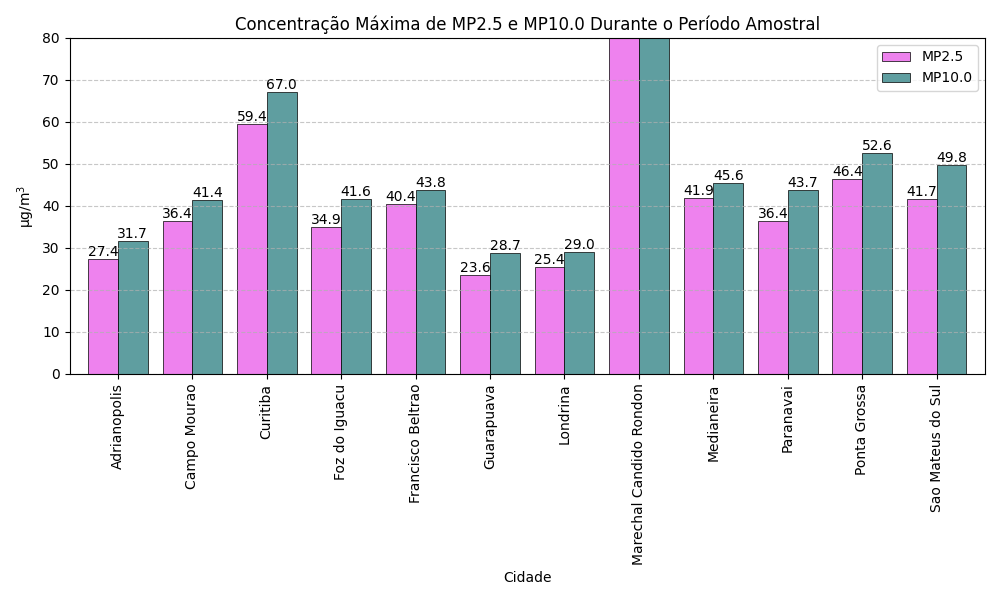 Concentração Máxima de MP2.5 e MP10.0 Durante o Período Amostral
MP2.5
MP10.0
µg/m³
80
70
60
50
40
30
20
10
0
27.4
31.7
36.4
41.4
59.4
67.0
34.9
41.6
40.4
43.8
23.6
28.7
25.4
29.0
41.9
45.6
36.4
43.7
46.4
52.6
41.7
49.8
Adrianopolis
Campo Mourao
Curitiba
Foz do Iguacu
Francisco Beltrao
Guarapuava
Londrina
Marechal Candido Rondon
Medianeira
Paranavai
Ponta Grossa
Sao Mateus do Sul
Cidade